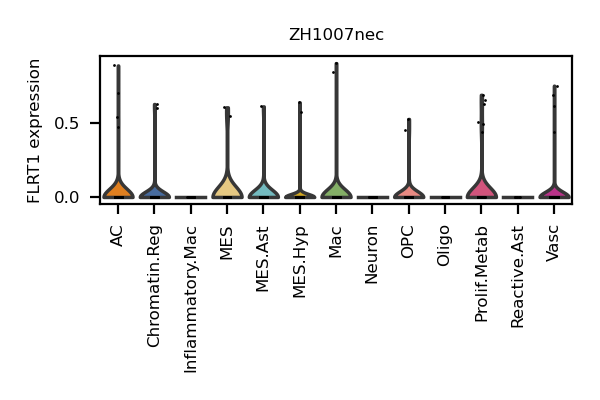 ZH1007nec
FLRT1 expression
0.5
0.0
AC
Chromatin.Reg
Inflammatory.Mac
MES
MES.Ast
MES.Hyp
Mac
Neuron
OPC
Oligo
Prolif.Metab
Reactive.Ast
Vasc